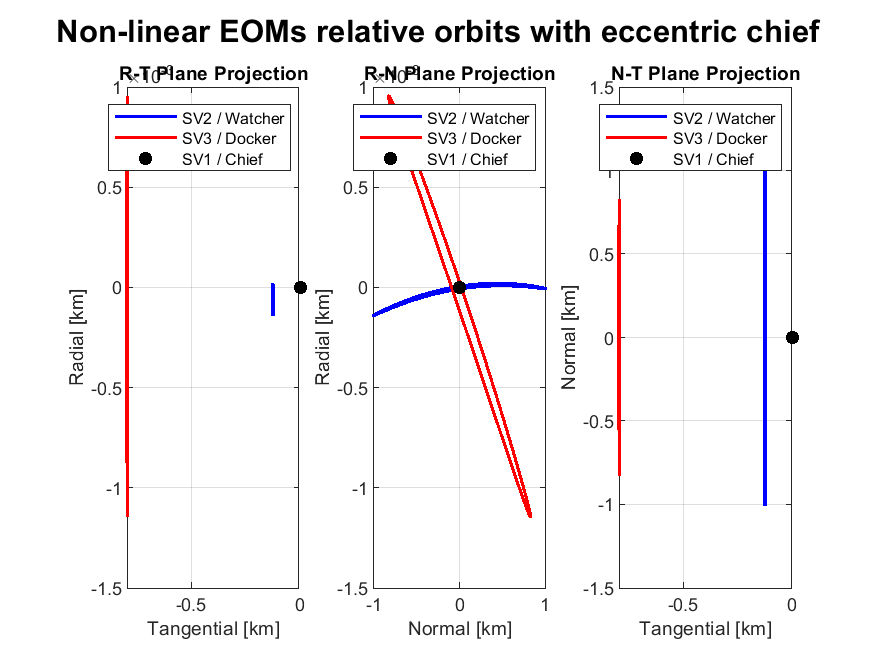 Non-linear EOMs relative orbits with eccentric chief
R-T Plane Projection
R-N Plane Projection
N-T Plane Projection
SV2 / Watcher
SV3 / Docker
SV1 / Chief
SV2 / Watcher
SV3 / Docker
SV1 / Chief
SV2 / Watcher
SV3 / Docker
SV1 / Chief
1
0.5
0
-0.5
-1
-1.5
Radial [km]
-0.5
0
Tangential [km]
1
0.5
0
-0.5
-1
-1.5
Radial [km]
-1
0
1
Normal [km]
1.5
0.5
0
-0.5
-1
-1.5
Normal [km]
-0.5
0
Tangential [km]